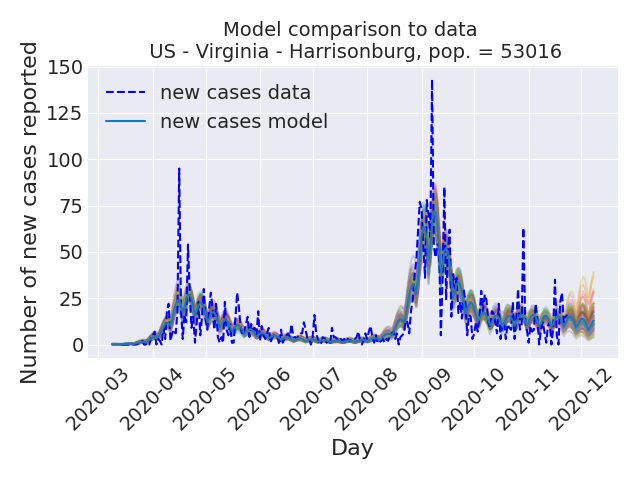 Model comparison to data
US - Virginia - Harrisonburg, pop. = 53016
Number of new cases reported
150
125
100
75
50
25
0
new cases data
new cases model
2020-03
2020-04
2020-05
2020-06
2020-07
2020-08
2020-09
2020-10
2020-11
2020-12
Day